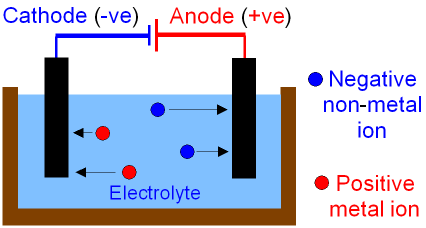 Cathode (-ve) Anode (+ve)
Negative
non-metal
ion
Electrolyte
Positive
metal ion